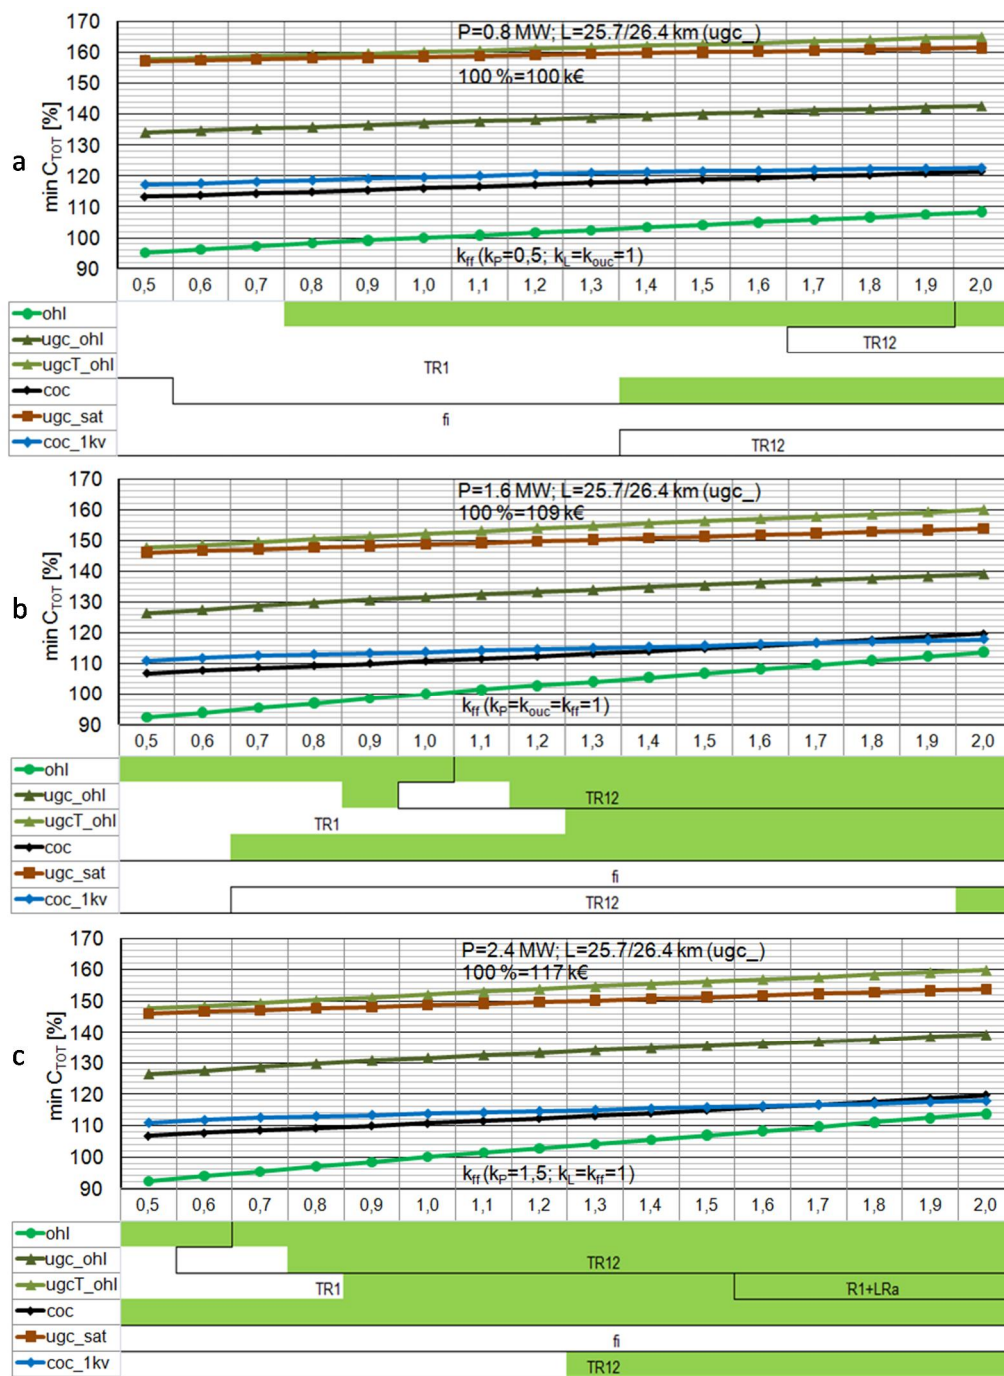 a
min C_TOT [%]
170
160
150
140
130
120
110
100
90
P=0.8 MW; L=25.7/26.4 km (ugc_)
100 %=100 k€
k_ff (k_P=0,5; k_L=k_ouc=1)
0,5 0,6 0,7 0,8 0,9 1,0 1,1 1,2 1,3 1,4 1,5 1,6 1,7 1,8 1,9 2,0
ohl
ugc_ohl TR12
ugcT_ohl TR1
coc
ugc_sat fi
coc_1kv TR12
b
min C_TOT [%]
170
160
150
140
130
120
110
100
90
P=1.6 MW; L=25.7/26.4 km (ugc_)
100 %=109 k€
k_ff (k_P=k_ouc=k_ff=1)
0,5 0,6 0,7 0,8 0,9 1,0 1,1 1,2 1,3 1,4 1,5 1,6 1,7 1,8 1,9 2,0
ohl
ugc_ohl TR12
ugcT_ohl TR1
coc
ugc_sat fi
coc_1kv TR12
c
min C_TOT [%]
170
160
150
140
130
120
110
100
90
P=2.4 MW; L=25.7/26.4 km (ugc_)
100 %=117 k€
k_ff (k_P=1,5; k_L=k_ff=1)
0,5 0,6 0,7 0,8 0,9 1,0 1,1 1,2 1,3 1,4 1,5 1,6 1,7 1,8 1,9 2,0
ohl
ugc_ohl TR12
ugcT_ohl TR1 R1+LRa
coc
ugc_sat fi
coc_1kv TR12